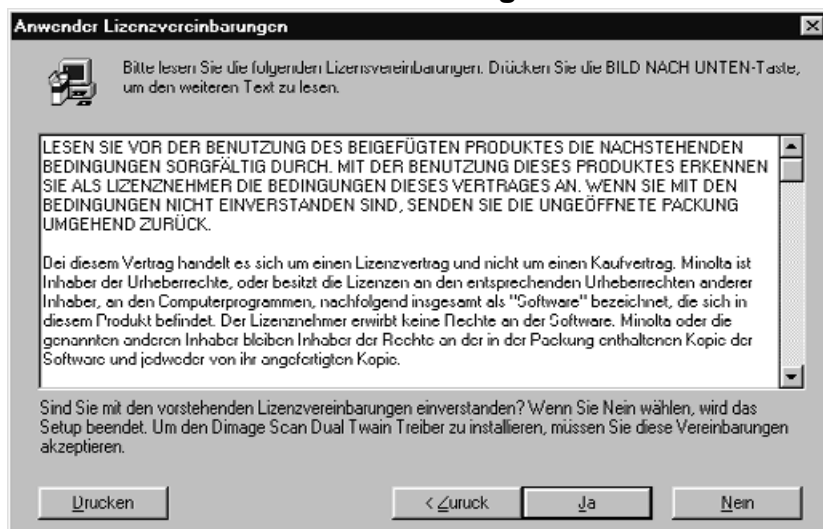 Anwender Lizenzvereinbarungen
Bitte lesen Sie die folgenden Lizensvereinbarungen. Drücken Sie die BILD NACH UNTEN-Taste,
um den weiteren Text zu lesen.
LESEN SIE VOR DER BENUTZUNG DES BEIGEFÜGTEN PRODUKTES DIE NACHSTEHENDEN
BEDINGUNGEN SORGFÄLTIG DURCH. MIT DER BENUTZUNG DIESES PRODUKTES ERKENNEN
SIE ALS LIZENZNEHMER DIE BEDINGUNGEN DIESES VERTRAGES AN. WENN SIE MIT DEN
BEDINGUNGEN NICHT EINVERSTANDEN SIND, SENDEN SIE DIE UNGEÖFFNETE PACKUNG
UMGEHEND ZURÜCK.
Bei diesem Vertrag handelt es sich um einen Lizenzvertrag und nicht um einen Kaufvertrag. Minolta ist
Inhaber der Urheberrechte, oder besitzt die Lizenzen an den entsprechenden Urheberrechten anderer
Inhaber, an den Computerprogrammen, nachfolgend insgesamt als "Software" bezeichnet, die sich in
diesem Produkt befindet. Der Lizenznehmer erwirbt keine Rechte an der Software. Minolta oder die
genannten anderen Inhaber bleiben Inhaber der Rechte an der in der Packung enthaltenen Kopie der
Software und jedweder von ihr angefertigten Kopie.
Sind Sie mit den vorstehenden Lizenzvereinbarungen einverstanden? Wenn Sie Nein wählen, wird das
Setup beendet. Um den Dimage Scan Dual Twain Treiber zu installieren, müssen Sie diese Vereinbarungen
akzeptieren.
Drucken < Zurück Ja Nein